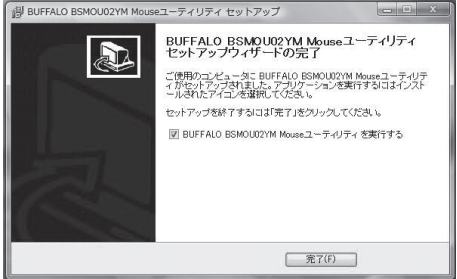 BUFFALO BSMOU02YM Mouseユーティリティ セットアップ
BUFFALO BSMOU02YM Mouseユーティリティ
セットアップウィザードの完了
ご使用のコンピュータに BUFFALO BSMOU02YM Mouseユーティリテ
ィがセットアップされました。アプリケーションを実行するにはインスト
ールされたアイコンを選択してください。
セットアップを終了するには「完了」をクリックしてください。
BUFFALO BSMOU02YM Mouseユーティリティ を実行する
完了(F)